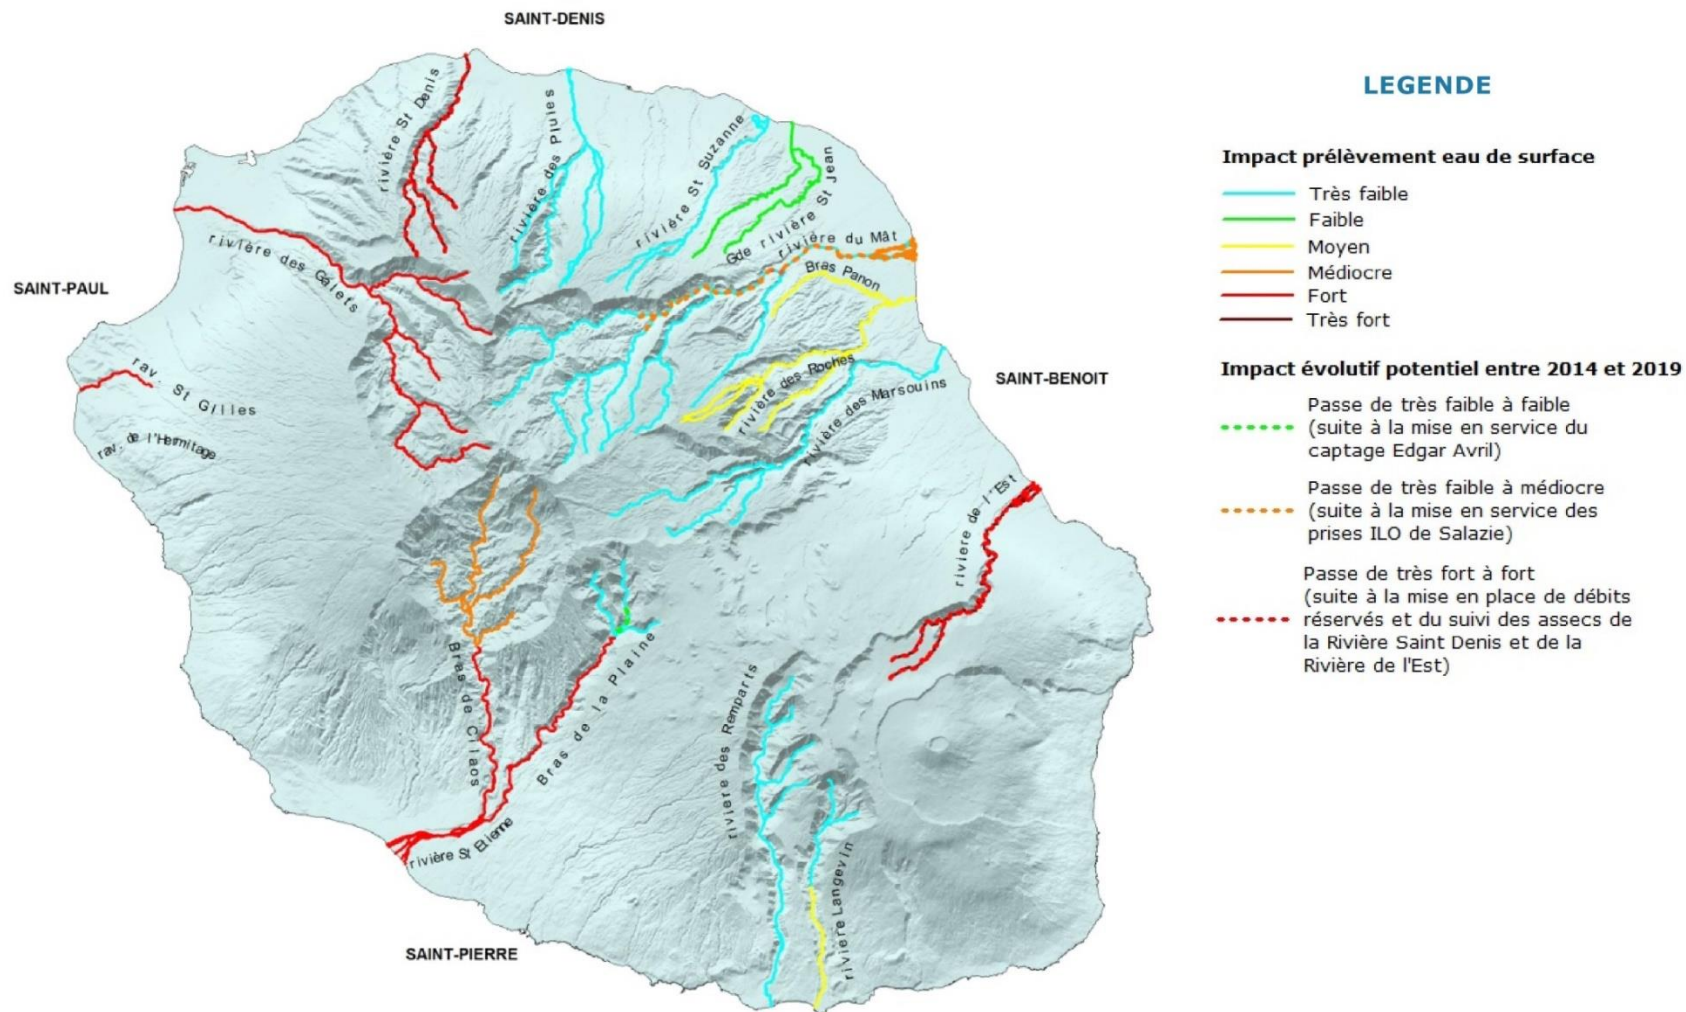 SAINT-DENIS
rivière St Denis
rivière des Pluies
rivière St Suzanne
Gde rivière St Jean
rivière du Mât
Bras Panon
rivière des Galets
SAINT-PAUL
rav. St Gilles
rav. de l'Hermitage
rivière des Roches
rivière des Marsouins
SAINT-BENOIT
rivière de l'Est
Bras de Cilaos
Bras de la Plaine
rivière St Etienne
rivière des Remparts
rivière Langevin
SAINT-PIERRE
LEGENDE
Impact prélèvement eau de surface
Très faible
Faible
Moyen
Médiocre
Fort
Très fort
Impact évolutif potentiel entre 2014 et 2019
Passe de très faible à faible
(suite à la mise en service du
captage Edgar Avril)
Passe de très faible à médiocre
(suite à la mise en service des
prises ILO de Salazie)
Passe de très fort à fort
(suite à la mise en place de débits
réservés et du suivi des assecs de
la Rivière Saint Denis et de la
Rivière de l'Est)